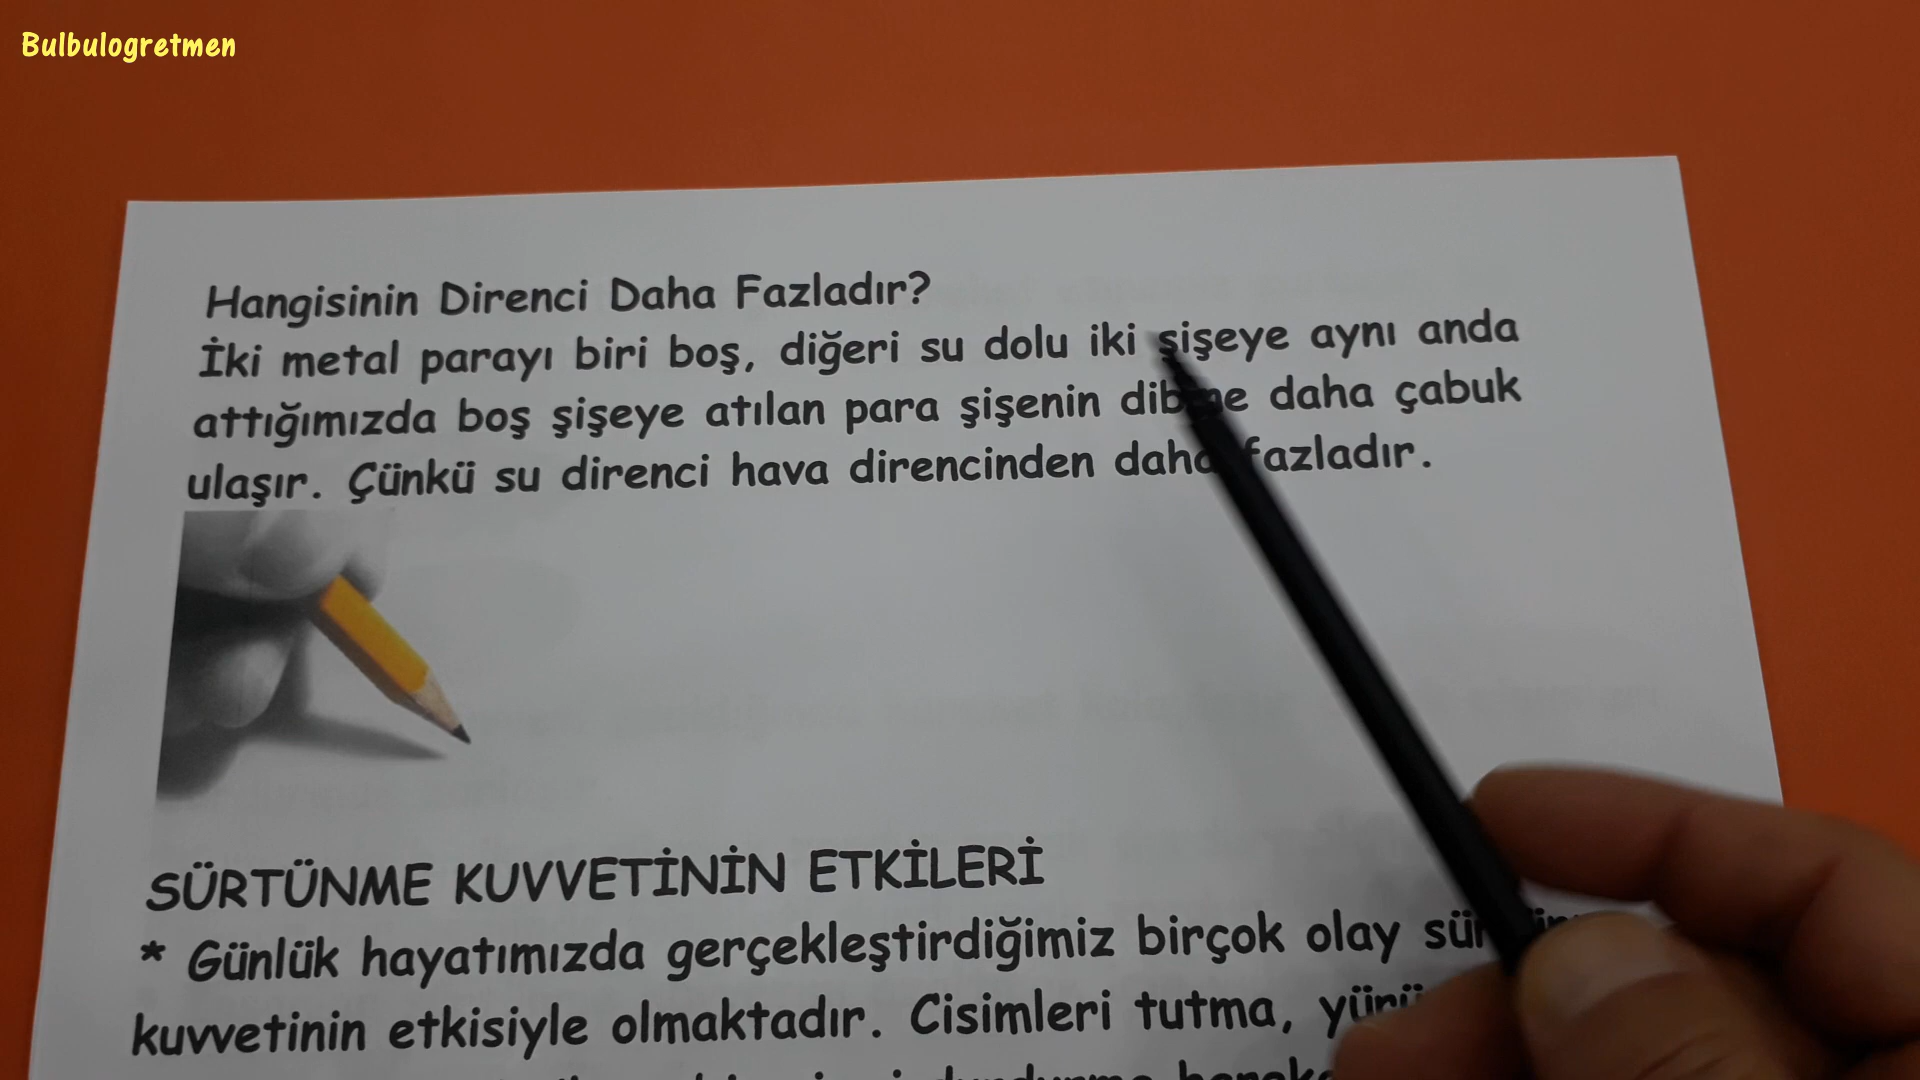 Bulbulogretmen
Hangisinin Direnci Daha Fazladır?
İki metal parayı biri boş, diğeri su dolu iki şişeye aynı anda
attığımızda boş şişeye atılan para şişenin dibine daha çabuk
ulaşır. Çünkü su direnci hava direncinden daha fazladır.
SÜRTÜNME KUVVETİNİN ETKİLERİ
* Günlük hayatımızda gerçekleştirdiğimiz birçok olay
kuvvetinin etkisiyle olmaktadır. Cisimleri tutma,